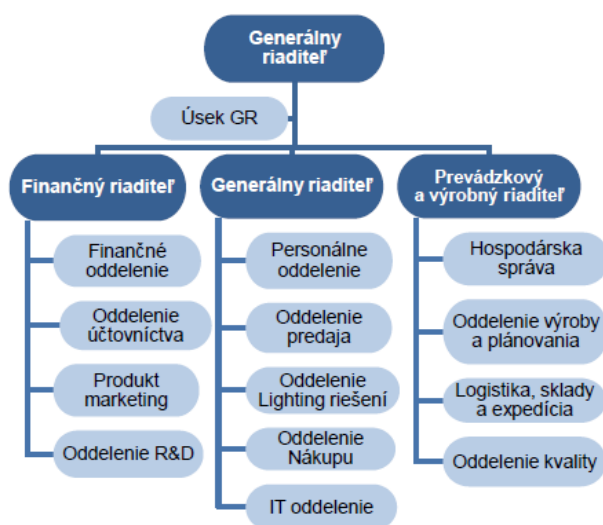 Generálny
riaditeľ
Úsek GR
Finančný riaditeľ
Finančné
oddelenie
Oddelenie
účtovníctva
Produkt
marketing
Oddelenie R&D
Generálny riaditeľ
Personálne
oddelenie
Oddelenie
predaja
Oddelenie
Lighting riešení
Oddelenie
Nákupu
IT oddelenie
Prevádzkový
a výrobný riaditeľ
Hospodárska
správa
Oddelenie výroby
a plánovania
Logistika, sklady
a expedícia
Oddelenie kvality